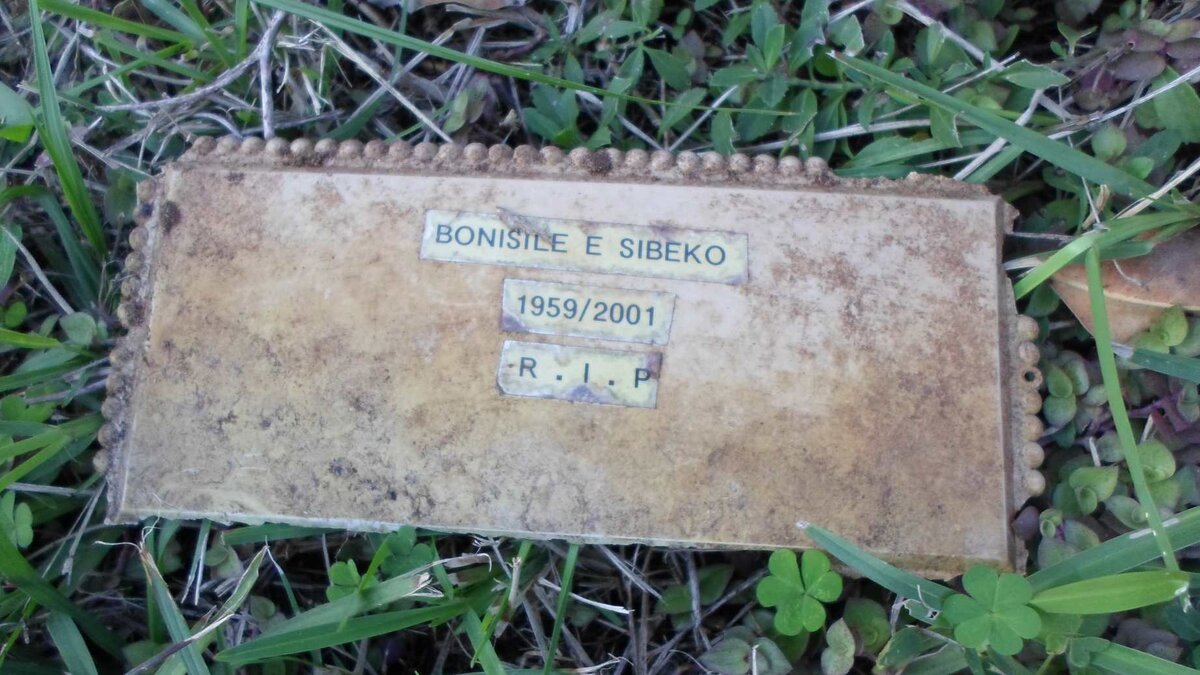 BONISILE E SIBEKO
1959/2001
R.I.P